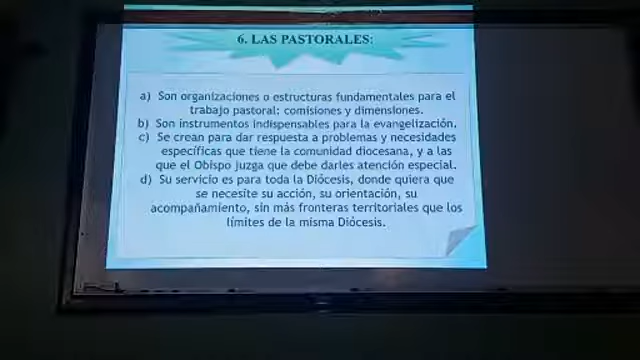 6. LAS PASTORALES:
a) Son organizaciones o estructuras fundamentales para el
trabajo pastoral: comisiones y dimensiones.
b) Son instrumentos indispensables para la evangelización.
c) Se crean para dar respuesta a problemas y necesidades
específicas que tiene la comunidad diocesana, y a las
que el Obispo juzga que debe darles atención especial.
d) Su servicio es para toda la Diócesis, donde quiera que
se necesite su acción, su orientación, su
acompañamiento, sin más fronteras territoriales que los
límites de la misma Diócesis.